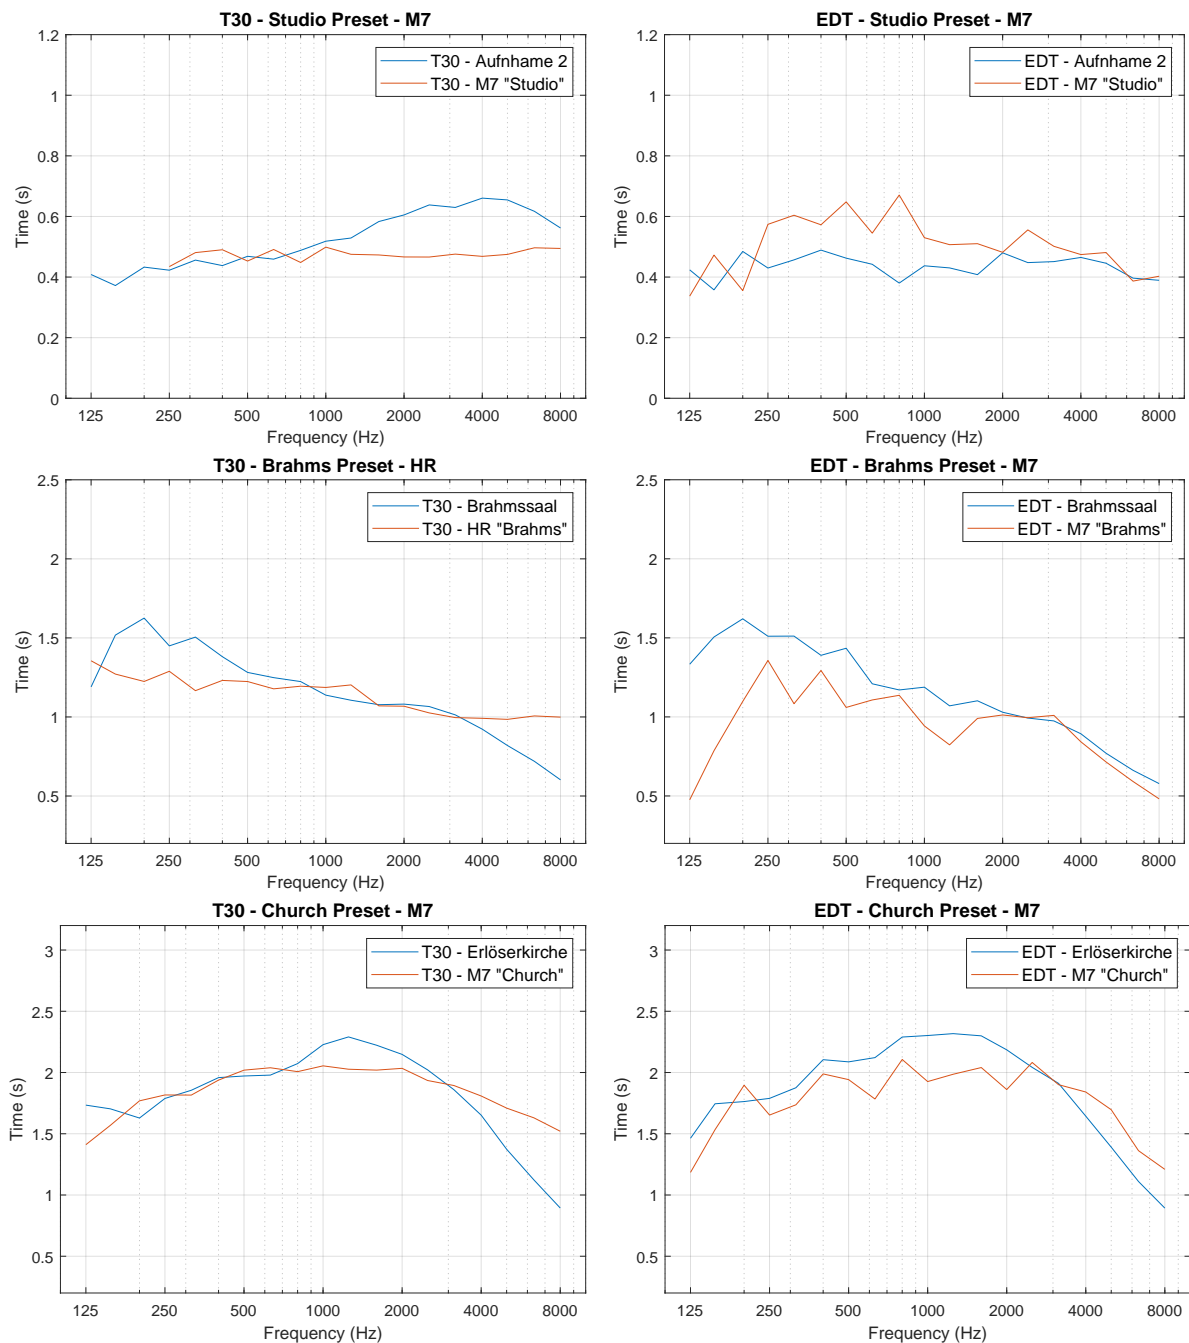 T30 - Studio Preset - M7
1.2
1
0.8
0.6
0.4
0.2
0
Time (s)
T30 - Aufnhame 2
T30 - M7 "Studio"
125 250 500 1000 2000 4000 8000
Frequency (Hz)
EDT - Studio Preset - M7
1.2
1
0.8
0.6
0.4
0.2
0
Time (s)
EDT - Aufnhame 2
EDT - M7 "Studio"
125 250 500 1000 2000 4000 8000
Frequency (Hz)
T30 - Brahms Preset - HR
2.5
2
1.5
1
0.5
Time (s)
T30 - Brahmssaal
T30 - HR "Brahms"
125 250 500 1000 2000 4000 8000
Frequency (Hz)
EDT - Brahms Preset - M7
2.5
2
1.5
1
0.5
Time (s)
EDT - Brahmssaal
EDT - M7 "Brahms"
125 250 500 1000 2000 4000 8000
Frequency (Hz)
T30 - Church Preset - M7
3
2.5
2
1.5
1
0.5
Time (s)
T30 - Erlöserkirche
T30 - M7 "Church"
125 250 500 1000 2000 4000 8000
Frequency (Hz)
EDT - Church Preset - M7
3
2.5
2
1.5
1
0.5
Time (s)
EDT - Erlöserkirche
EDT - M7 "Church"
125 250 500 1000 2000 4000 8000
Frequency (Hz)